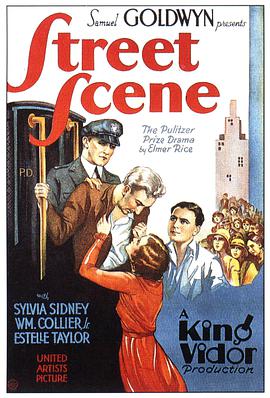 Samuel GOLDWYN presents
Street
Scene
The Pulitzer
Prize Drama
by Elmer Rice
P.D
with
SYLVIA SIDNEY
WM. COLLIER Jr.
ESTELLE TAYLOR
UNITED
ARTISTS
PICTURE
A
King
Vidor
Production